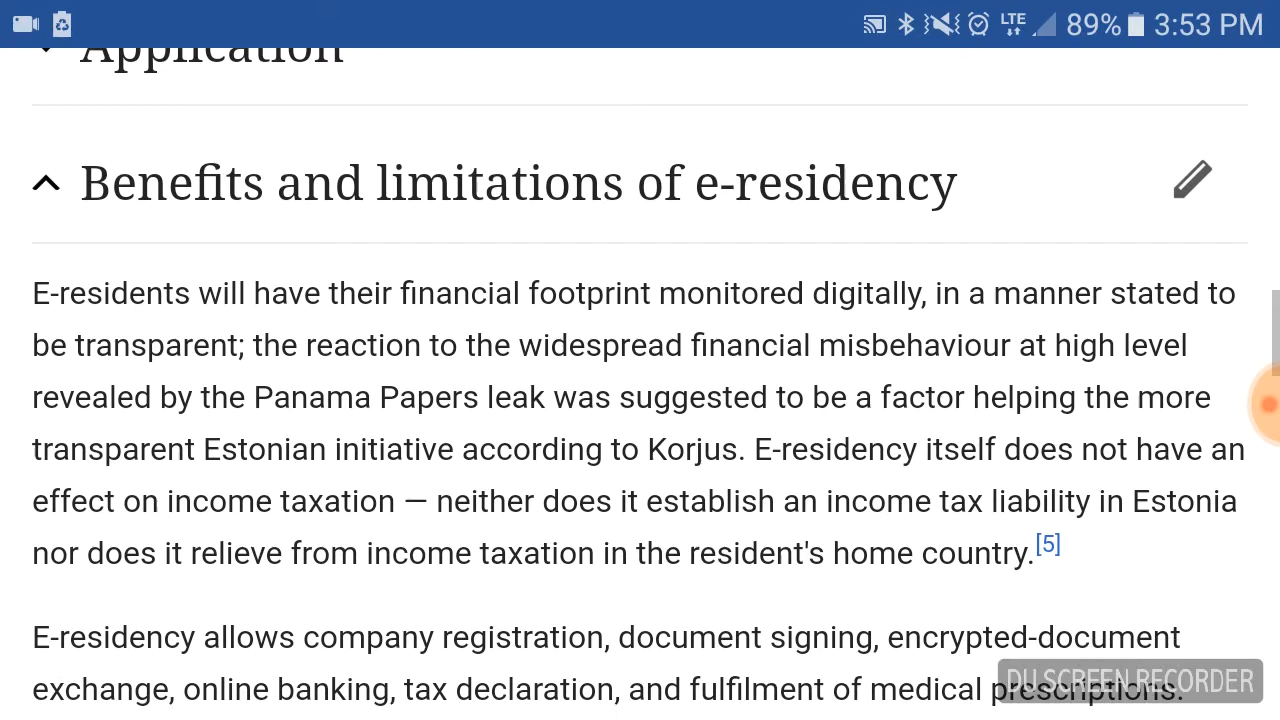 LTE 89% 3:53 PM
Application
Benefits and limitations of e-residency
E-residents will have their financial footprint monitored digitally, in a manner stated to
be transparent; the reaction to the widespread financial misbehaviour at high level
revealed by the Panama Papers leak was suggested to be a factor helping the more
transparent Estonian initiative according to Korjus. E-residency itself does not have an
effect on income taxation — neither does it establish an income tax liability in Estonia
nor does it relieve from income taxation in the resident's home country.[5]
E-residency allows company registration, document signing, encrypted-document
exchange, online banking, tax declaration, and fulfilment of medical prescriptions.
DU SCREEN RECORDER